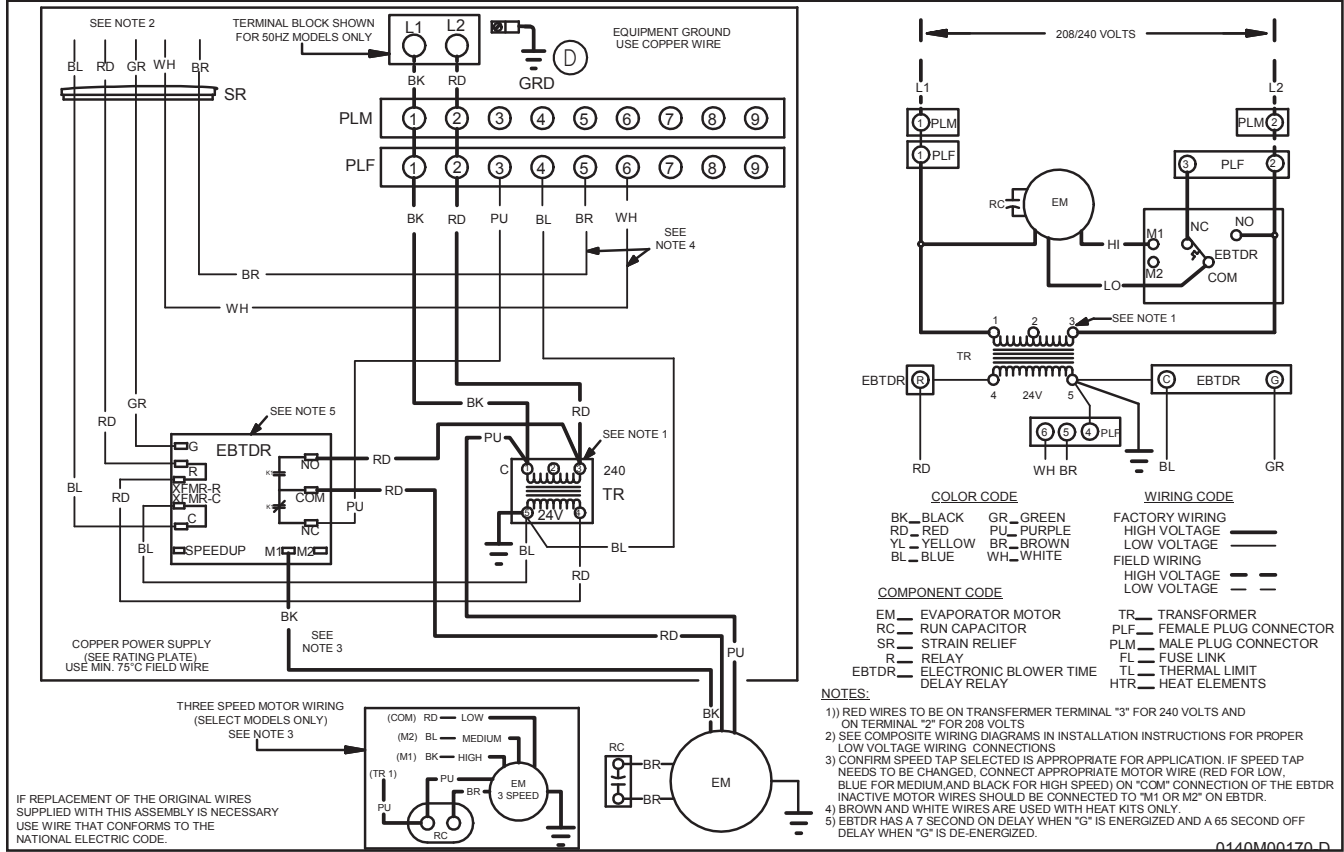 SEE NOTE 2
TERMINAL BLOCK SHOWN
FOR 50HZ MODELS ONLY
L1 L2
EQUIPMENT GROUND
USE COPPER WIRE
D
GRD
BL RD GR WH BR
SR
BK RD
PLM 1 2 3 4 5 6 7 8 9
PLF 1 2 3 4 5 6 7 8 9
BK RD PU BL BR WH
SEE
NOTE 4
BR
WH
BK
RD
GR
RD
SEE NOTE 5
PU
SEE NOTE 1
EBTDR
G
R
XFMR-R
XFMR-C
C
SPEEDUP
M1 M2
NO
COM
NC
K1
K1
RD
RD
PU
BL
RD
BL
C 1 2 3 240
TR
5 24V 4
BL
BL
RD
BK
SEE
NOTE 3
RD
PU
COPPER POWER SUPPLY
(SEE RATING PLATE)
USE MIN. 75°C FIELD WIRE
THREE SPEED MOTOR WIRING
(SELECT MODELS ONLY)
SEE NOTE 3
(COM) RD LOW
(M2) BL MEDIUM
(M1) BK HIGH
(TR 1)
PU
PU
BR
EM
3 SPEED
RC
BK
RC
BR
BR
EM
IF REPLACEMENT OF THE ORIGINAL WIRES
SUPPLIED WITH THIS ASSEMBLY IS NECESSARY
USE WIRE THAT CONFORMS TO THE
NATIONAL ELECTRIC CODE.
208/240 VOLTS
L1 L2
1 PLM
PLM 2
1 PLF
3 PLF 2
RC
EM
HI
LO
M1
M2
NC
NO
EBTDR
COM
SEE NOTE 1
1 2 3
TR
4 24V 5
EBTDR R
C EBTDR G
6 5 4 PLF
RD
WH BR
BL
GR
COLOR CODE
BK BLACK GR GREEN
RD RED PU PURPLE
YL YELLOW BR BROWN
BL BLUE WH WHITE
WIRING CODE
FACTORY WIRING
HIGH VOLTAGE
LOW VOLTAGE
FIELD WIRING
HIGH VOLTAGE
LOW VOLTAGE
COMPONENT CODE
EM EVAPORATOR MOTOR
RC RUN CAPACITOR
SR STRAIN RELIEF
R RELAY
EBTDR ELECTRONIC BLOWER TIME
DELAY RELAY
TR TRANSFORMER
PLF FEMALE PLUG CONNECTOR
PLM MALE PLUG CONNECTOR
FL FUSE LINK
TL THERMAL LIMIT
HTR HEAT ELEMENTS
NOTES:
1)) RED WIRES TO BE ON TRANSFERMER TERMINAL "3" FOR 240 VOLTS AND
ON TERMINAL "2" FOR 208 VOLTS
2) SEE COMPOSITE WIRING DIAGRAMS IN INSTALLATION INSTRUCTIONS FOR PROPER
LOW VOLTAGE WIRING CONNECTIONS
3) CONFIRM SPEED TAP SELECTED IS APPROPRIATE FOR APPLICATION. IF SPEED TAP
NEEDS TO BE CHANGED, CONNECT APPROPRIATE MOTOR WIRE (RED FOR LOW,
BLUE FOR MEDIUM,AND BLACK FOR HIGH SPEED) ON "COM" CONNECTION OF THE EBTDR
INACTIVE MOTOR WIRES SHOULD BE CONNECTED TO "M1 OR M2" ON EBTDR.
4) BROWN AND WHITE WIRES ARE USED WITH HEAT KITS ONLY.
5) EBTDR HAS A 7 SECOND ON DELAY WHEN "G" IS ENERGIZED AND A 65 SECOND OFF
DELAY WHEN "G" IS DE-ENERGIZED.
0140M00170-D